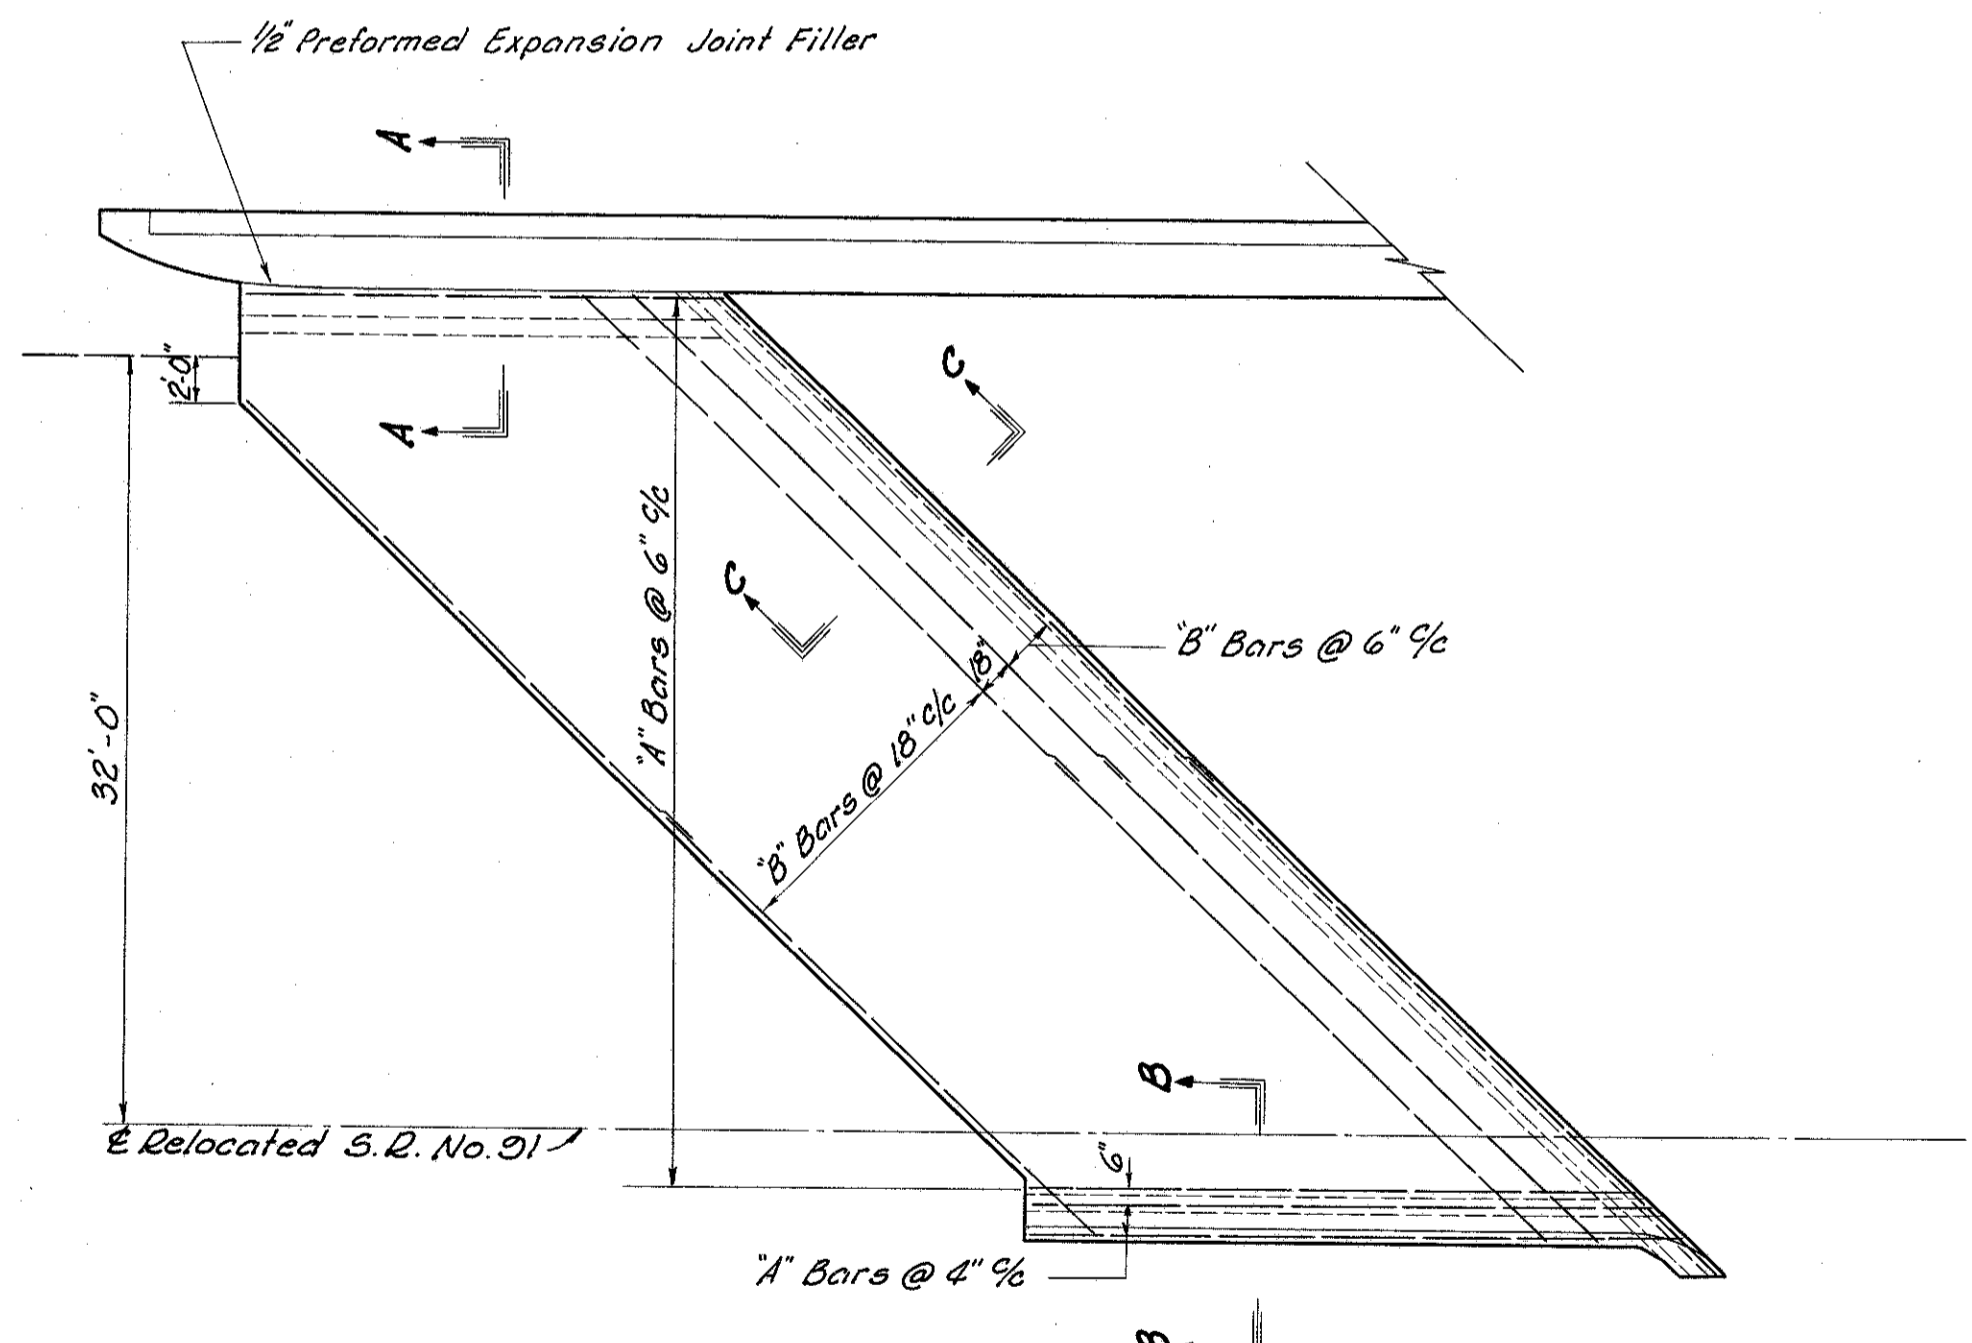 ½" Preformed Expansion Joint Filler
A
A
2'-0"
C
C
"A" Bars @ 6" c/c
"B" Bars @ 6" c/c
18"
"B" Bars @ 18" c/c
32'-0"
B
℄ Relocated S.R. No. 91
6"
"A" Bars @ 4" c/c
B